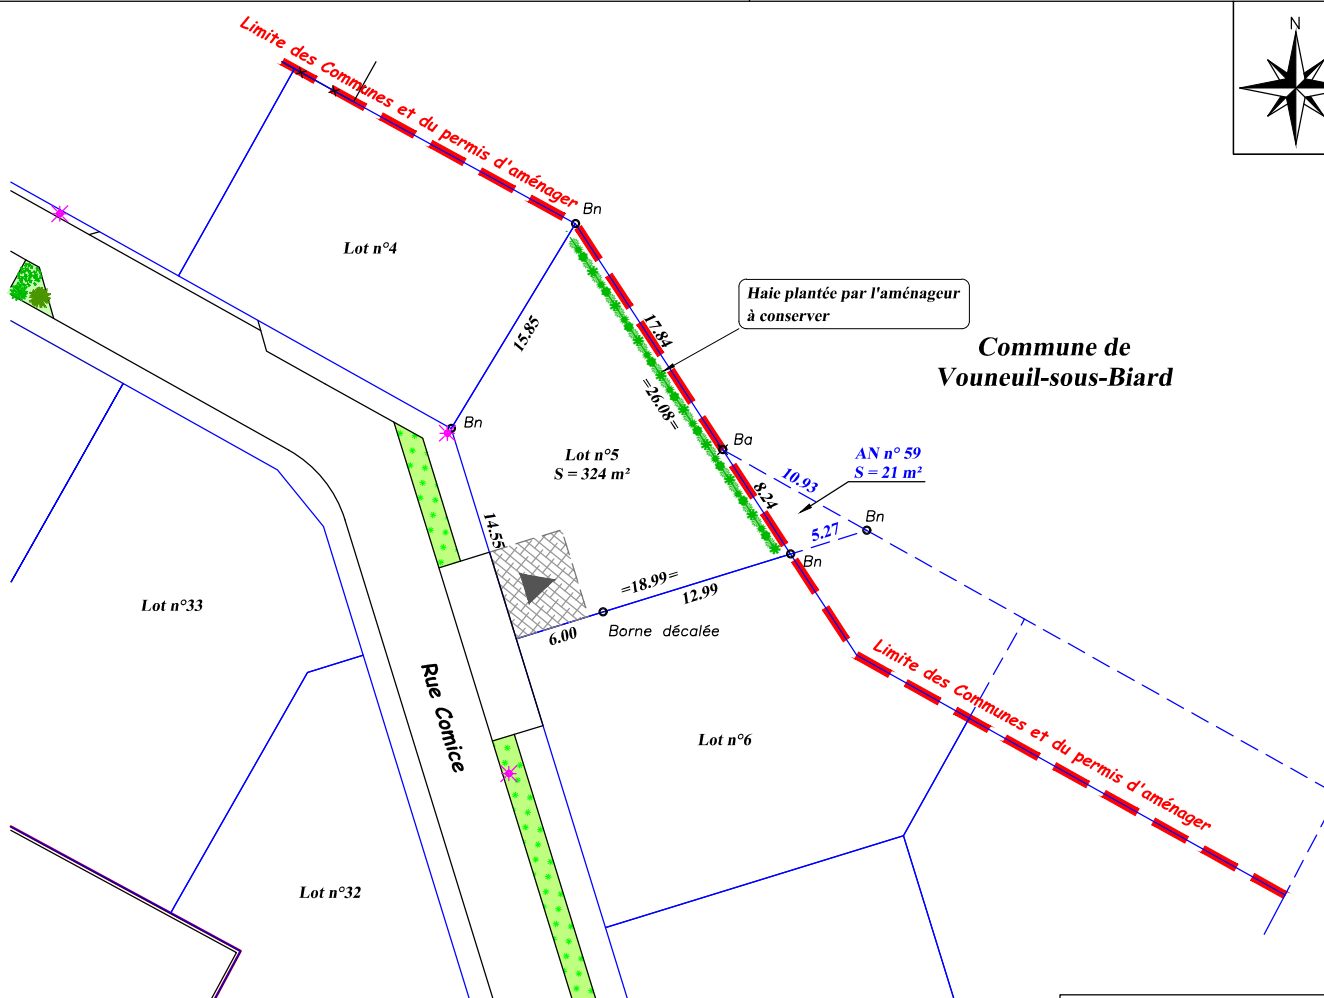 N
Limite des Communes et du permis d'aménager
Bn
Lot n°4
Haie plantée par l'aménageur
à conserver
17.84
15.85
Commune de
Vouneuil-sous-Biard
=26.08=
Bn
Ba
Lot n°5
S = 324 m²
AN n° 59
S = 21 m²
10.93
8.24
Bn
14.55
5.27
Bn
=18.99=
12.99
Lot n°33
6.00
Borne décalée
Rue Comice
Limite des Communes et du permis d'aménager
Lot n°6
Lot n°32